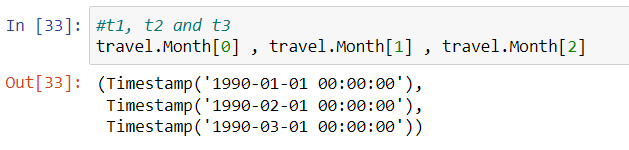 In [33]: #t1, t2 and t3
travel.Month[0] , travel.Month[1] , travel.Month[2]
Out[33]: (Timestamp('1990-01-01 00:00:00'),
Timestamp('1990-02-01 00:00:00'),
Timestamp('1990-03-01 00:00:00'))